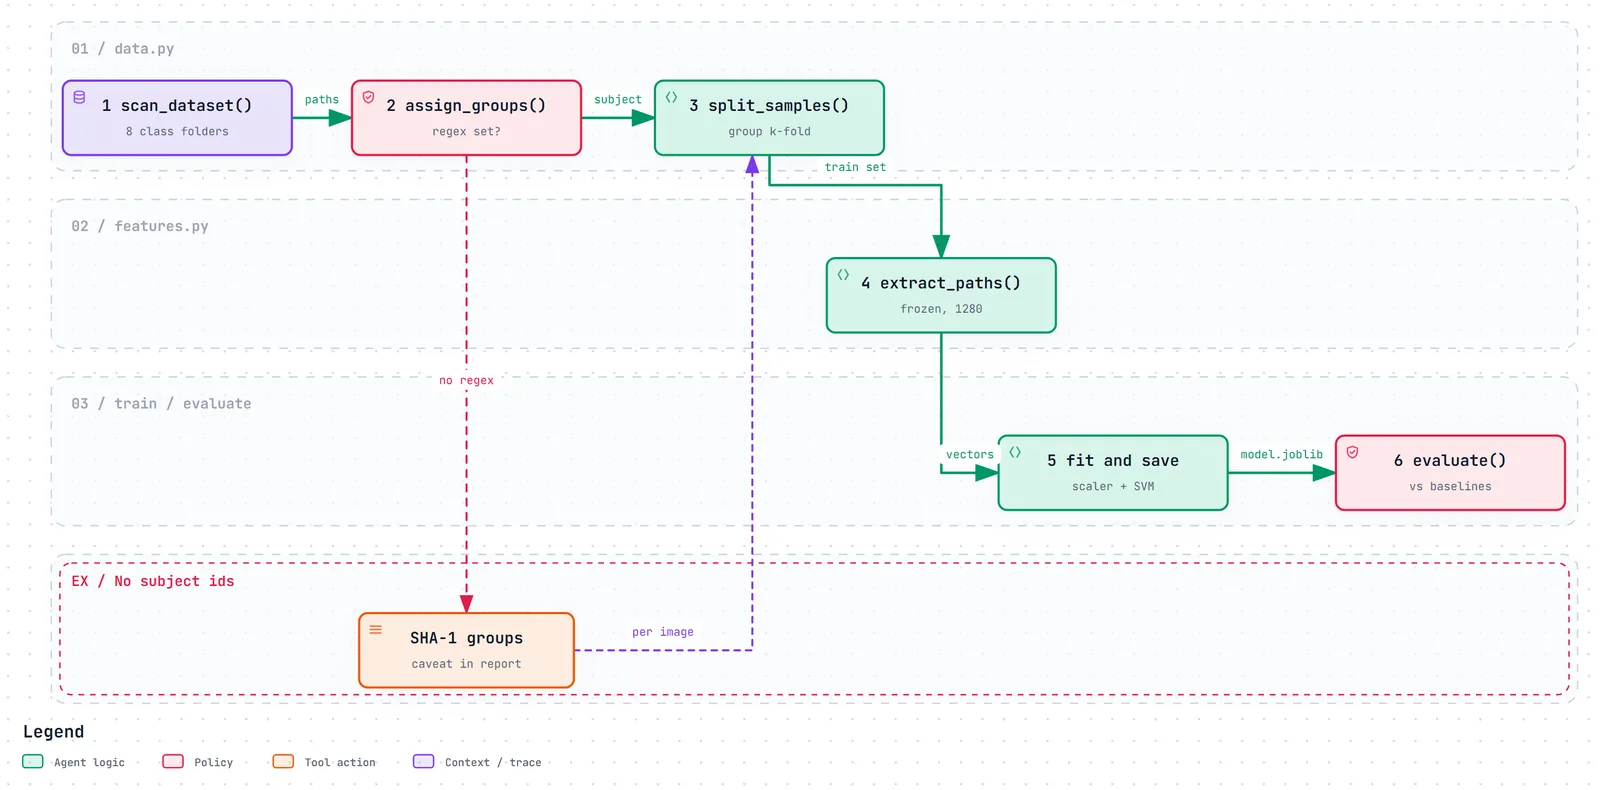 01 / data.py
1 scan_dataset()
8 class folders
paths
2 assign_groups()
regex set?
subject
3 split_samples()
group k-fold
train set
02 / features.py
4 extract_paths()
frozen, 1280
no regex
03 / train / evaluate
vectors
5 fit and save
scaler + SVM
model.joblib
6 evaluate()
vs baselines
EX / No subject ids
SHA-1 groups
caveat in report
per image
Legend
Agent logic
Policy
Tool action
Context / trace